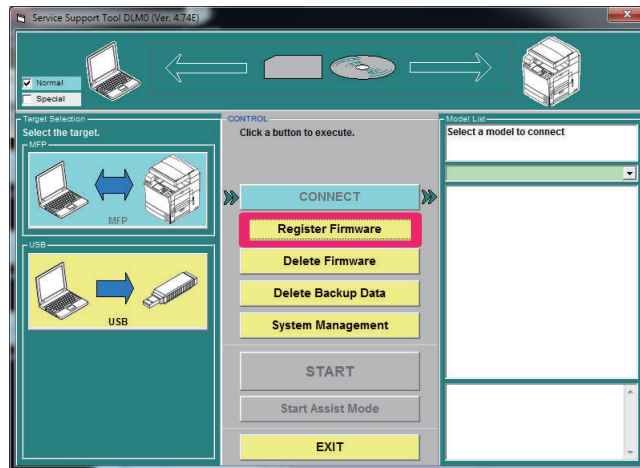 Service Support Tool DLM0 (Ver. 4.74E)
Normal
Special
Target Selection
Select the target.
MFP
MFP
USB
USB
CONTROL
Click a button to execute.
CONNECT
Register Firmware
Delete Firmware
Delete Backup Data
System Management
START
Start Assist Mode
EXIT
Model List
Select a model to connect